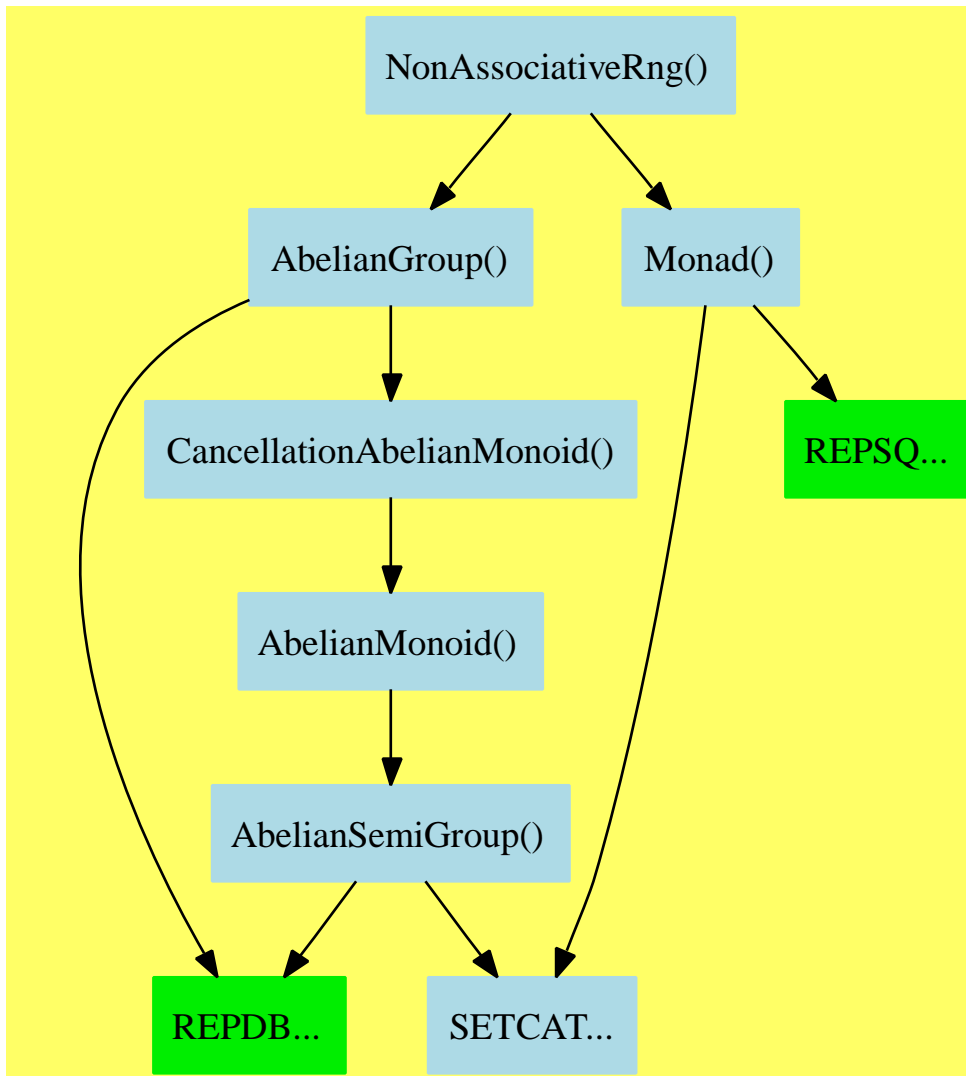 NonAssociativeRng()
AbelianGroup()
Monad()
CancellationAbelianMonoid()
REPSQ...
AbelianMonoid()
AbelianSemiGroup()
REPDB...
SETCAT...